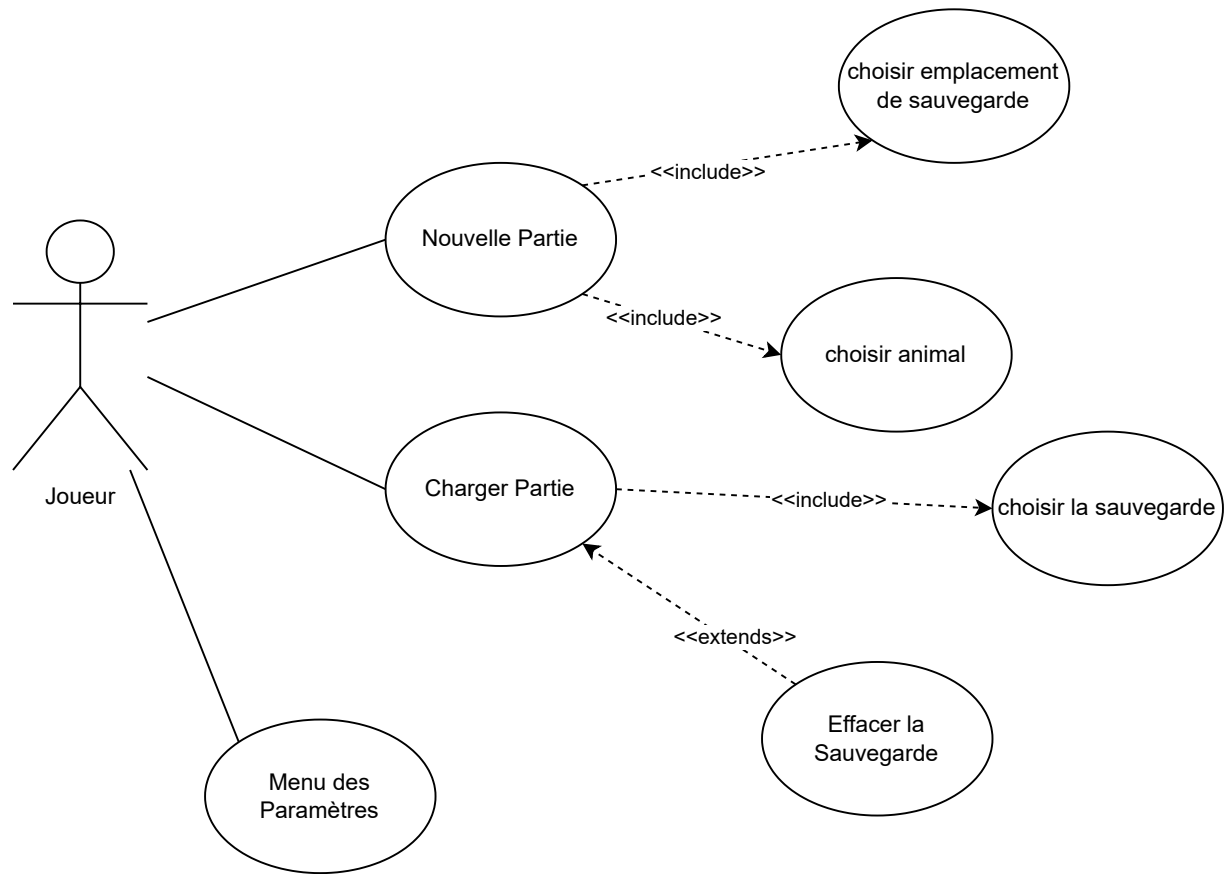 choisir emplacement
de sauvegarde
<<include>>
Nouvelle Partie
<<include>>
choisir animal
Charger Partie
<<include>>
choisir la sauvegarde
Joueur
<<extends>>
Effacer la
Sauvegarde
Menu des
Paramètres